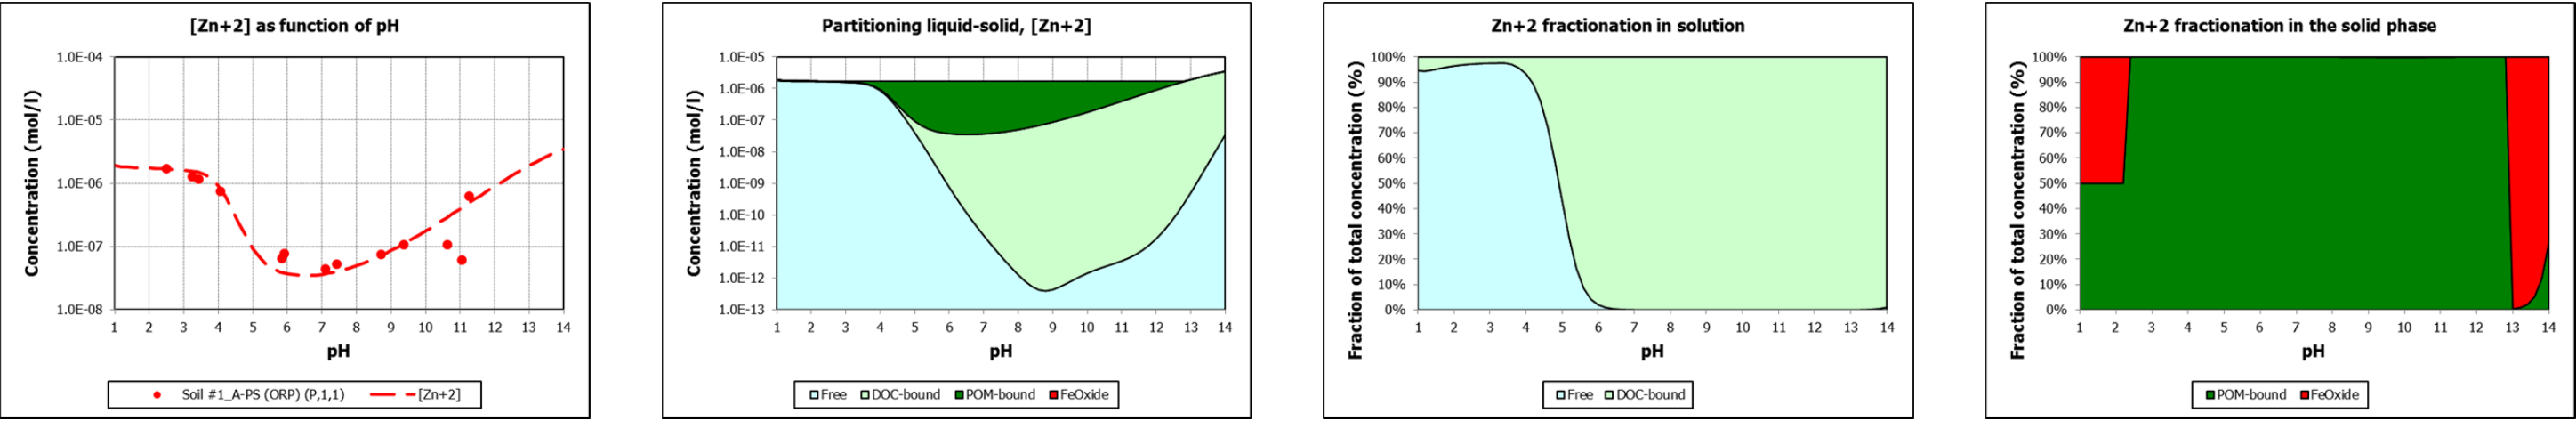 [Zn+2] as function of pH
Concentration (mol/l)
1.0E-04
1.0E-05
1.0E-06
1.0E-07
1.0E-08
1 2 3 4 5 6 7 8 9 10 11 12 13 14
pH
Soil #1_A-PS (ORP) (P,1,1) [Zn+2]
Partitioning liquid-solid, [Zn+2]
Concentration (mol/l)
1.0E-05
1.0E-06
1.0E-07
1.0E-08
1.0E-09
1.0E-10
1.0E-11
1.0E-12
1.0E-13
1 2 3 4 5 6 7 8 9 10 11 12 13 14
pH
Free DOC-bound POM-bound FeOxide
Zn+2 fractionation in solution
Fraction of total concentration (%)
100%
90%
80%
70%
60%
50%
40%
30%
20%
10%
0%
1 2 3 4 5 6 7 8 9 10 11 12 13 14
pH
Free DOC-bound
Zn+2 fractionation in the solid phase
Fraction of total concentration (%)
100%
90%
80%
70%
60%
50%
40%
30%
20%
10%
0%
1 2 3 4 5 6 7 8 9 10 11 12 13 14
pH
POM-bound FeOxide